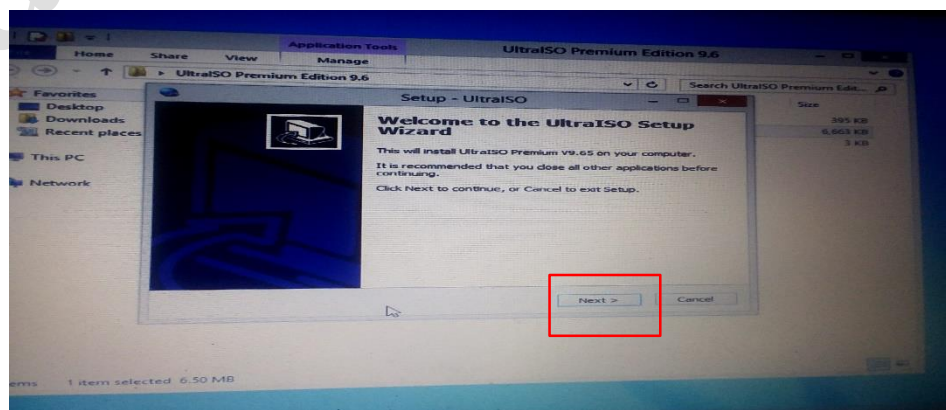 Application Tools
UltraISO Premium Edition 9.6
Home Share View Manage
UltraISO Premium Edition 9.6
Search UltraISO Premium Edit...
Favorites
Desktop
Downloads
Recent places
This PC
Network
Size
395 KB
6,663 KB
3 KB
Setup - UltraISO
Welcome to the UltraISO Setup
Wizard
This will install UltraISO Premium V9.65 on your computer.
It is recommended that you close all other applications before
continuing.
Click Next to continue, or Cancel to exit Setup.
Next >
Cancel
1 item selected 6.50 MB